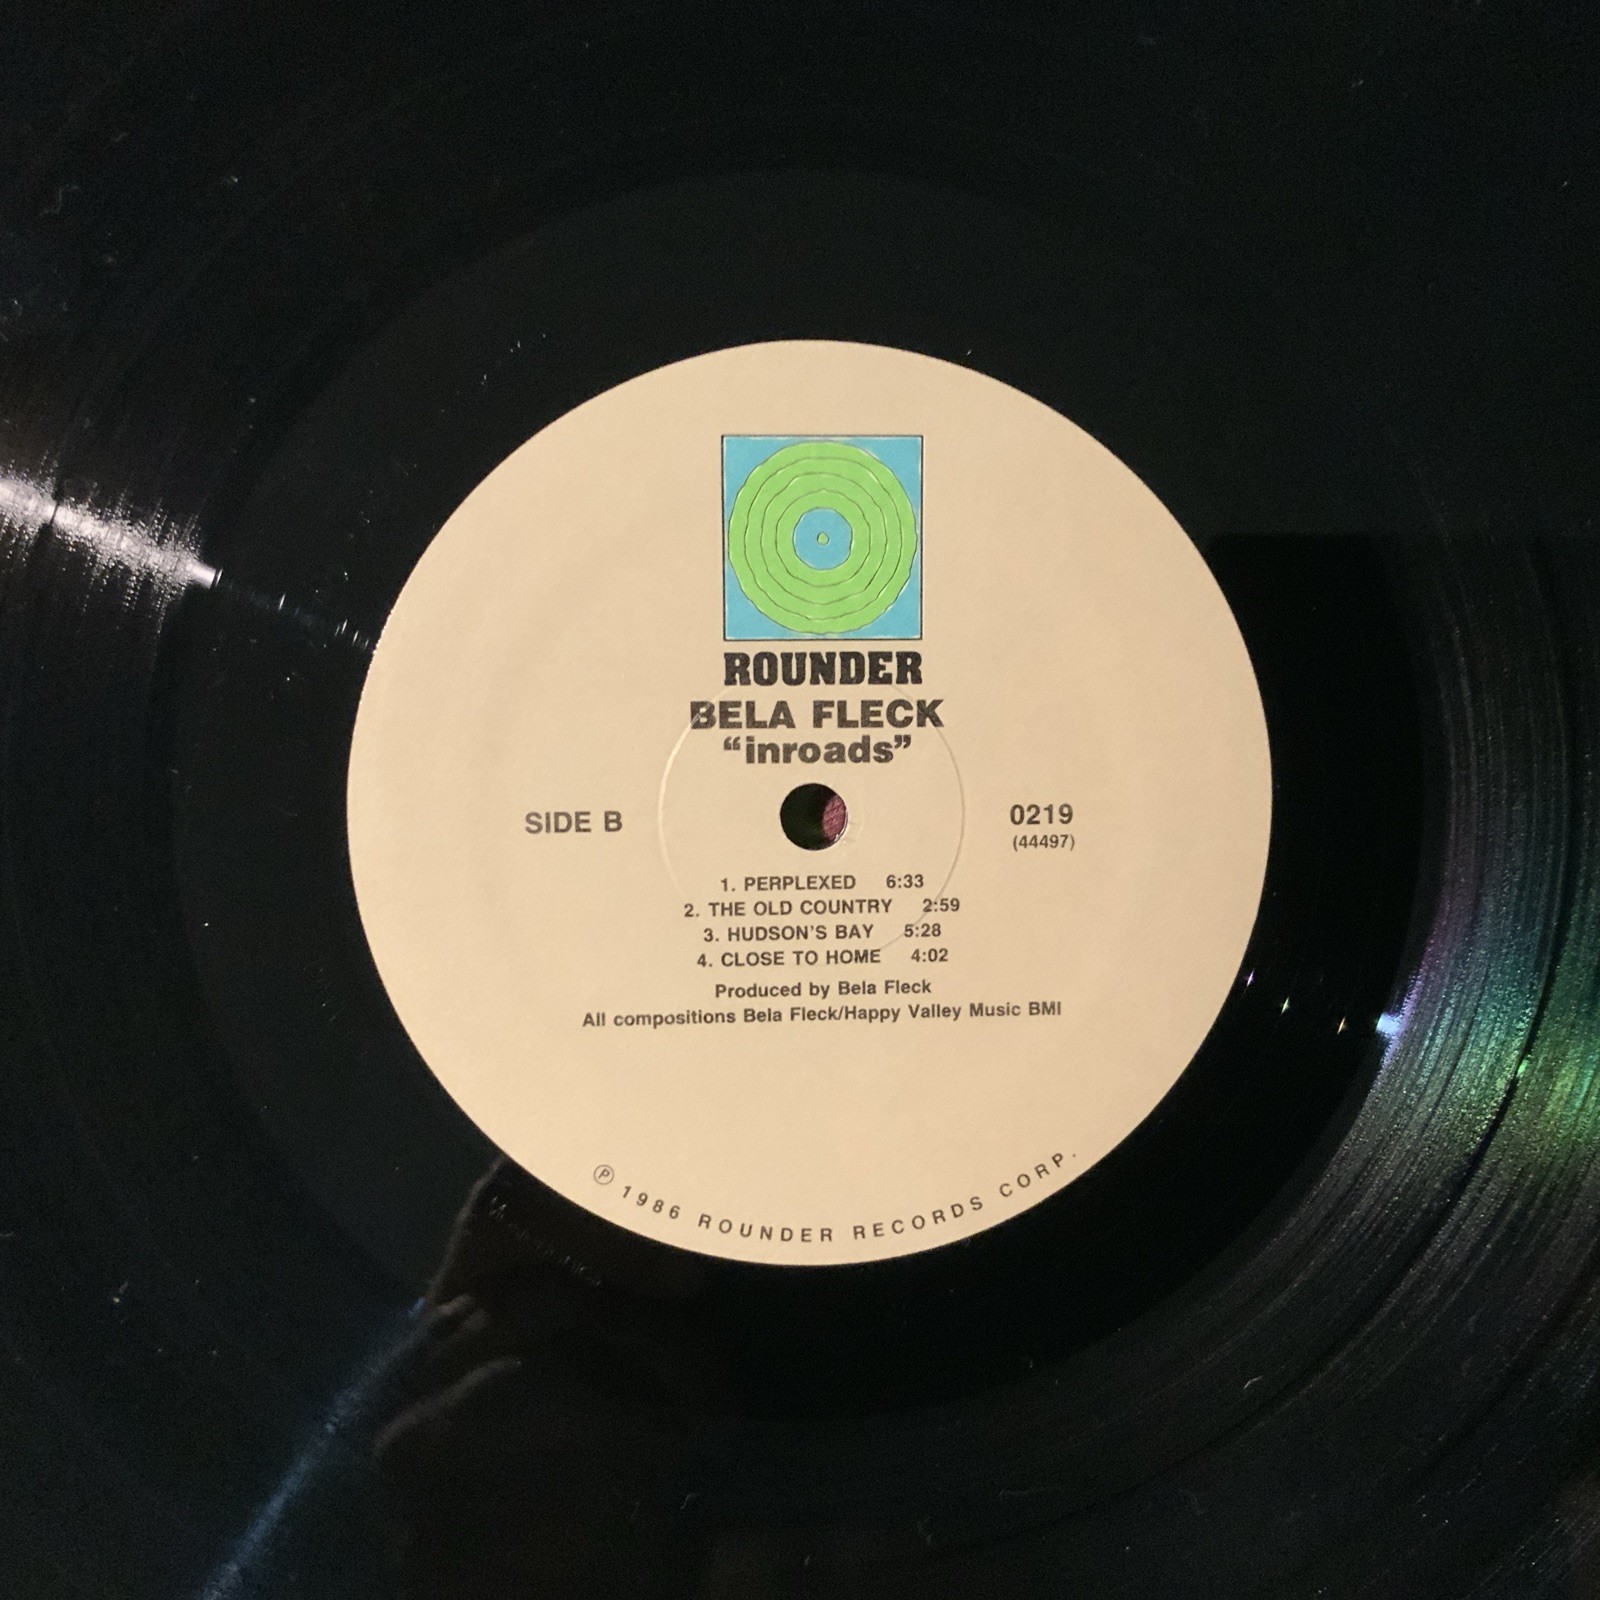 ROUNDER
BELA FLECK
“inroads”
SIDE B
0219
(44497)
1. PERPLEXED 6:33
2. THE OLD COUNTRY 2:59
3. HUDSON'S BAY 5:28
4. CLOSE TO HOME 4:02
Produced by Bela Fleck
All compositions Bela Fleck/Happy Valley Music BMI
℗ 1986 ROUNDER RECORDS CORP.